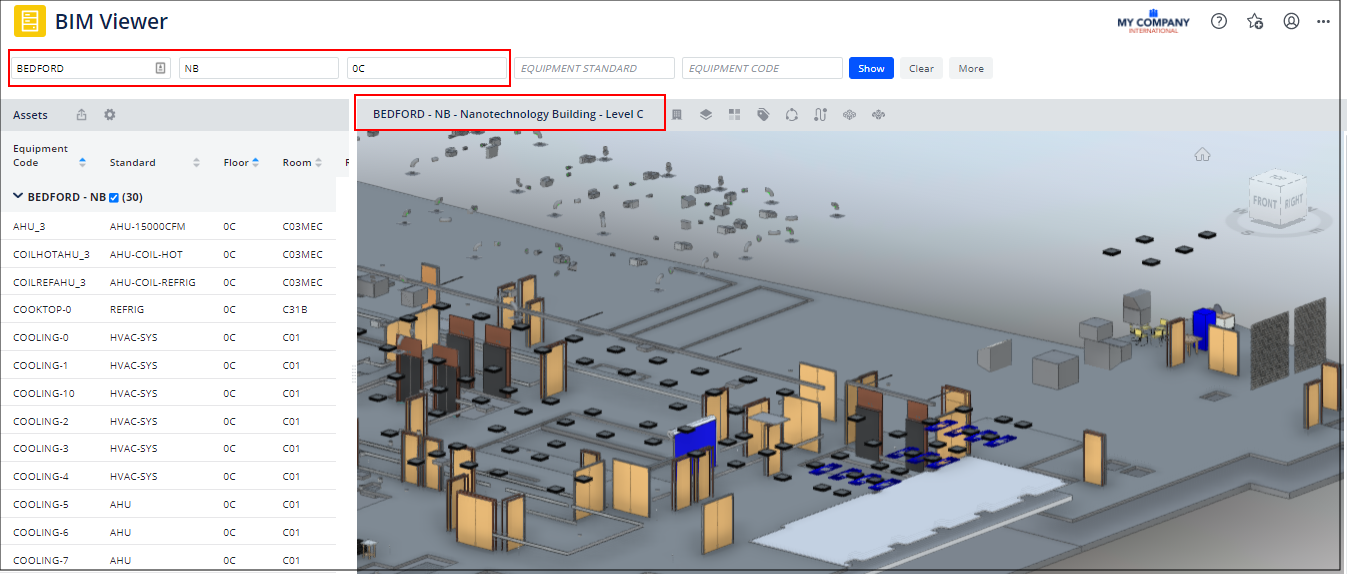 BIM Viewer
MY COMPANY
INTERNATIONAL
BEDFORD NB 0C EQUIPMENT STANDARD EQUIPMENT CODE Show Clear More
Assets
BEDFORD - NB - Nanotechnology Building - Level C
Equipment
Code Standard Floor Room R
BEDFORD - NB (30)
AHU_3 AHU-15000CFM 0C C03MEC
COILHOTAHU_3 AHU-COIL-HOT 0C C03MEC
COILREFAHU_3 AHU-COIL-REFRIG 0C C03MEC
COOKTOP-0 REFRIG 0C C31B
COOLING-0 HVAC-SYS 0C C01
COOLING-1 HVAC-SYS 0C C01
COOLING-10 HVAC-SYS 0C C01
COOLING-2 HVAC-SYS 0C C01
COOLING-3 HVAC-SYS 0C C01
COOLING-4 HVAC-SYS 0C C01
COOLING-5 AHU 0C C01
COOLING-6 AHU 0C C01
COOLING-7 AHU 0C C01
TOP
FRONT RIGHT